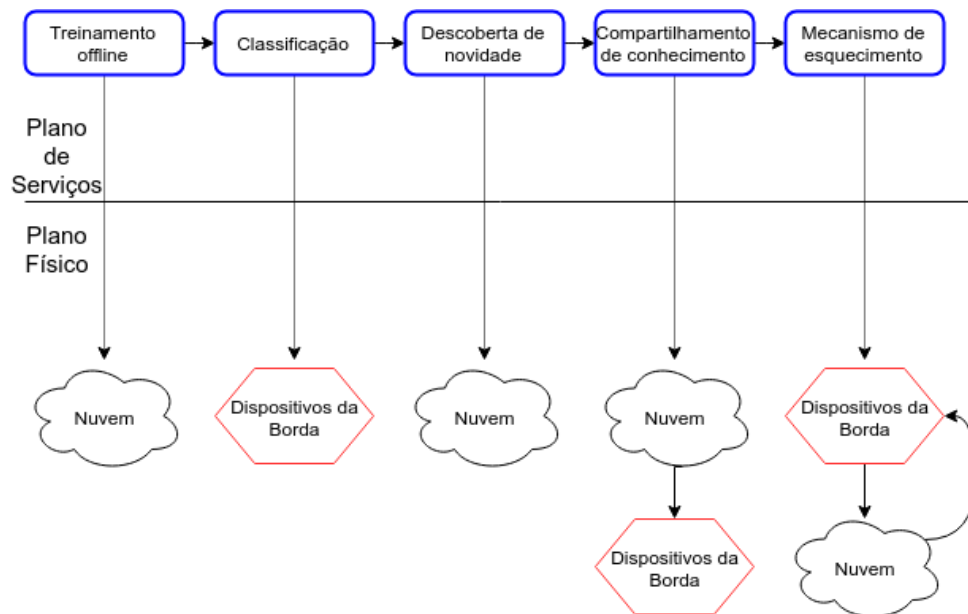 Treinamento
offline
Classificação
Descoberta de
novidade
Compartilhamento
de conhecimento
Mecanismo de
esquecimento
Plano
de
Serviços
Plano
Físico
Nuvem
Dispositivos da
Borda
Nuvem
Nuvem
Dispositivos da
Borda
Dispositivos da
Borda
Nuvem